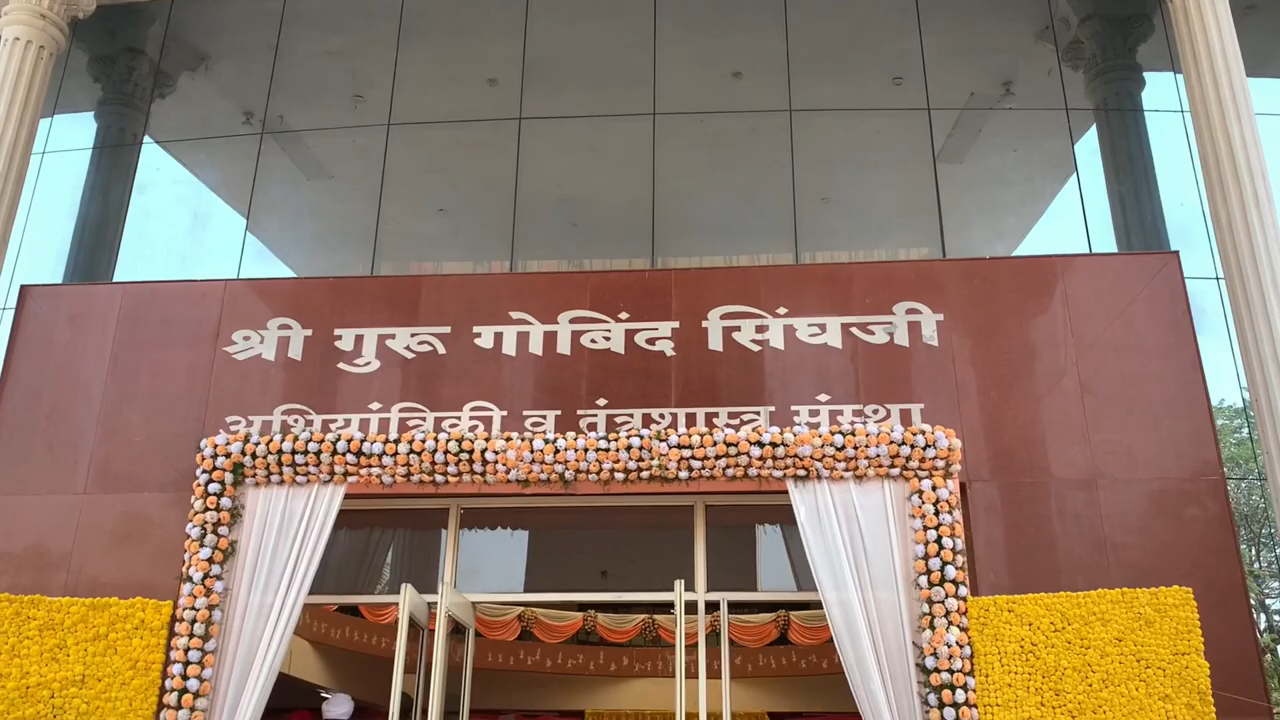 श्री गुरू गोबिंद सिंघजी
अभियांत्रिकी व तंत्रशास्त्र संस्था